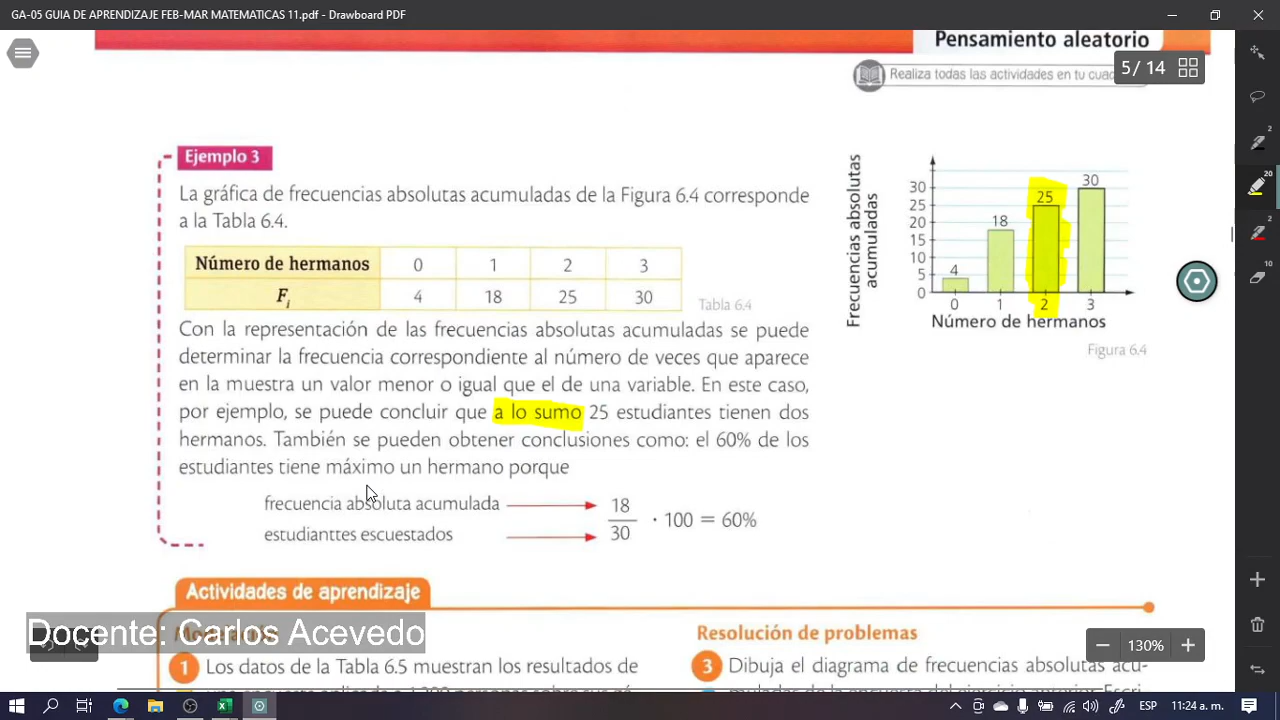 GA-05 GUIA DE APRENDIZAJE FEB-MAR MATEMATICAS 11.pdf - Drawboard PDF
Pensamiento aleatorio
Realiza todas las actividades en tu
5 / 14
Ejemplo 3
La gráfica de frecuencias absolutas acumuladas de la Figura 6.4 corresponde
a la Tabla 6.4.
Número de hermanos 0 1 2 3
Fi 4 18 25 30
Tabla 6.4
Con la representación de las frecuencias absolutas acumuladas se puede
determinar la frecuencia correspondiente al número de veces que aparece
en la muestra un valor menor o igual que el de una variable. En este caso,
por ejemplo, se puede concluir que a lo sumo 25 estudiantes tienen dos
hermanos. También se pueden obtener conclusiones como: el 60% de los
estudiantes tiene máximo un hermano porque
frecuencia absoluta acumulada
estudianttes escuestados
18
30
· 100 = 60%
Frecuencias absolutas
acumuladas
30
25
20
15
10
5
0
4
18
25
30
0 1 2 3
Número de hermanos
Figura 6.4
Actividades de aprendizaje
Docente: Carlos Acevedo
1 Los datos de la Tabla 6.5 muestran los resultados de
Resolución de problemas
3 Dibuja el diagrama de frecuencias absolutas acu-
130%
2
20
2
10
ESP
11:24 a. m.